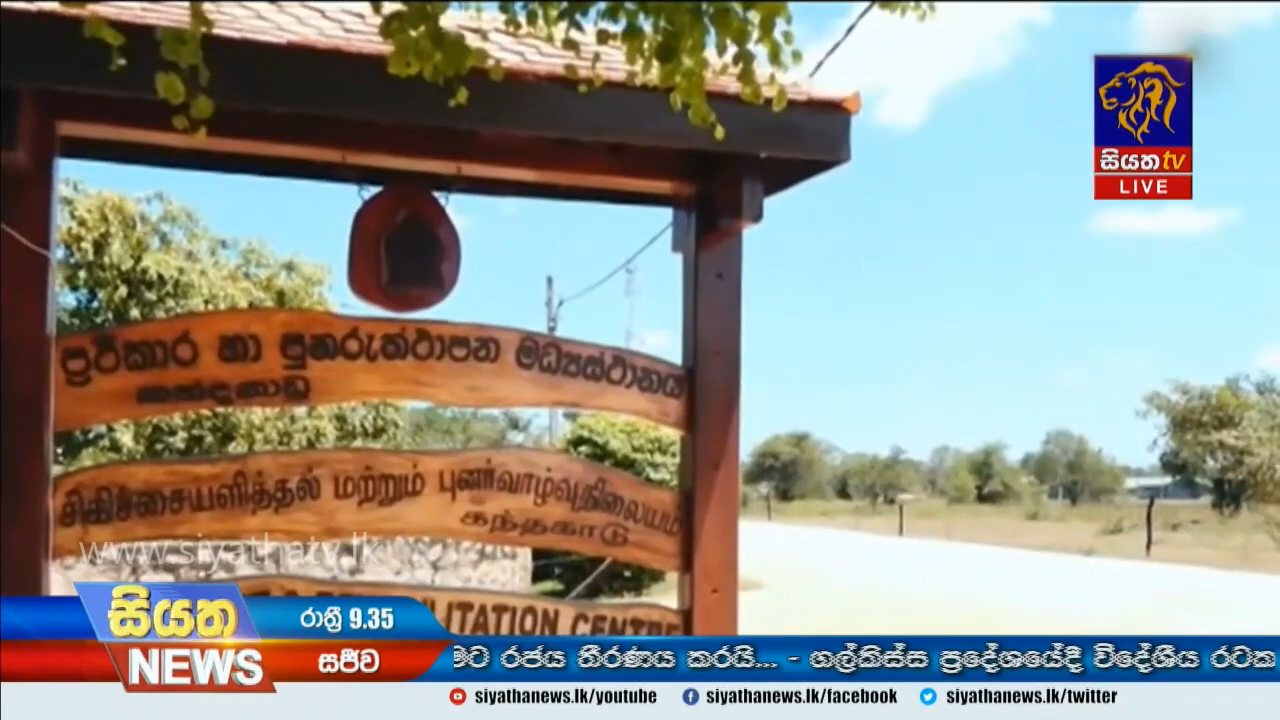 සියත tv
LIVE
ප්‍රතිකාර හා පුනරුත්ථාපන මධ්‍යස්ථානය
කන්දකාඩු
சிகிச்சையளித்தல் மற்றும் புனர்வாழ்வுநிலையம்
கந்தகாடு
www.siyathatv.lk
LITATION CENTRE
සියත
NEWS
රාත්‍රී 9.35
සජීව
මට රජය තීරණය කරයි... - ගල්කිස්ස ප්‍රදේශයේදී විදේශීය රටක
siyathanews.lk/youtube siyathanews.lk/facebook siyathanews.lk/twitter